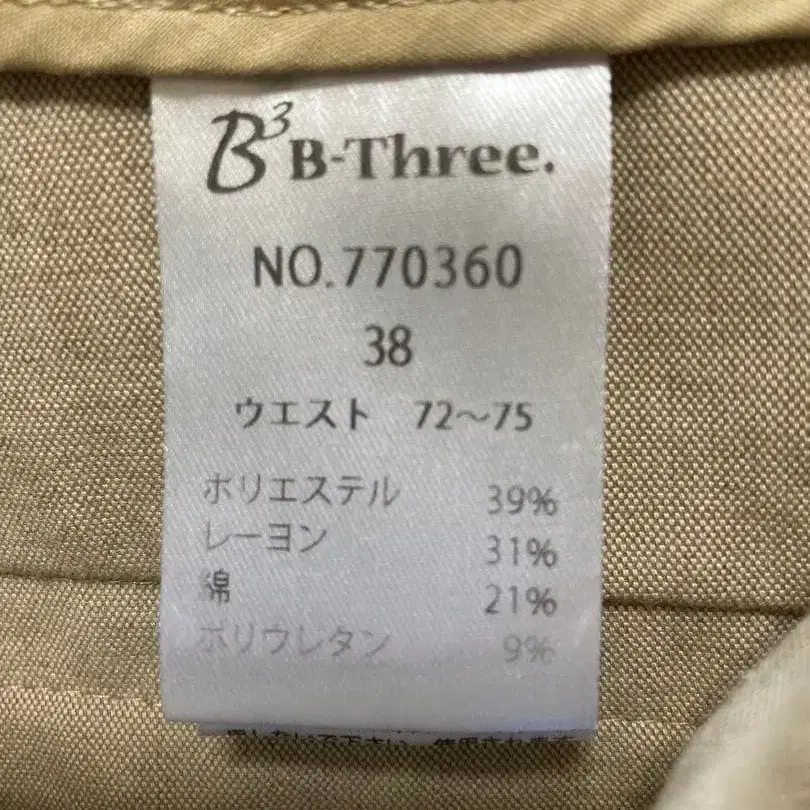 B³ B-Three.
NO.770360
38
ウエスト 72～75
ポリエステル 39%
レーヨン 31%
綿 21%
ポリウレタン 9%